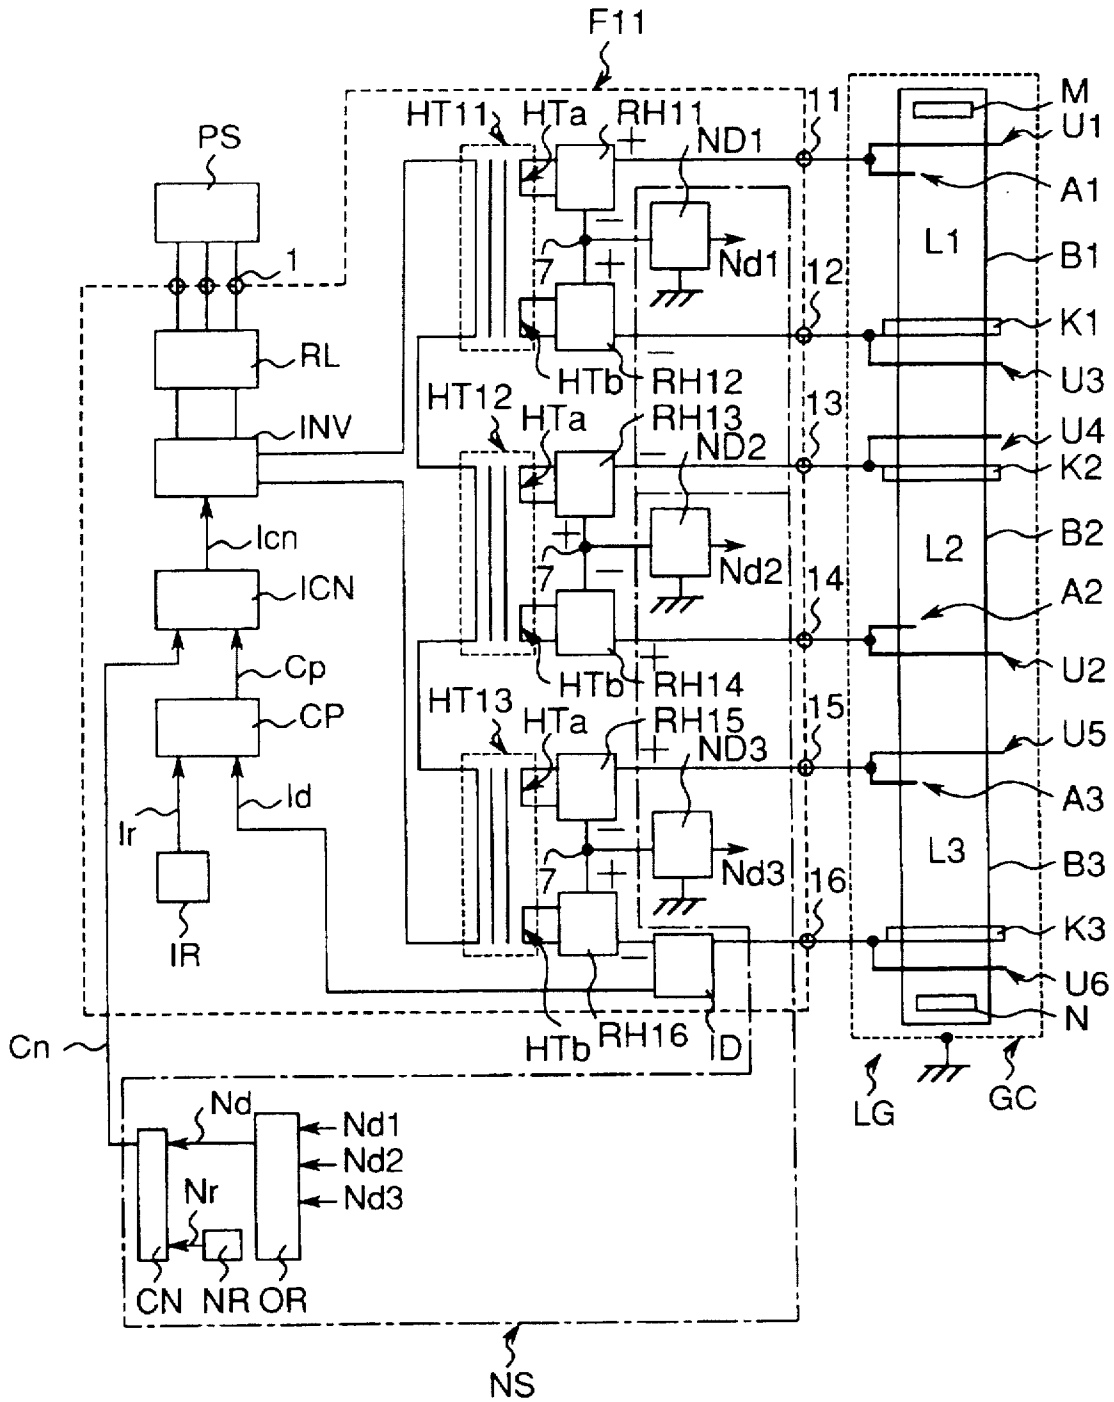 F11
PS
HT11
HTa
RH11
+
11
M
ND1
U1
A1
1
7
−
+
Nd1
L1
B1
12
RL
K1
HTb
RH12
−
U3
INV
HT12
HTa
RH13
−
13
U4
ND2
K2
Icn
+
7
−
Nd2
L2
B2
ICN
14
A2
Cp
HTb
RH14
+
U2
CP
HT13
HTa
RH15
+
15
U5
ND3
Id
A3
Ir
7
−
+
Nd3
L3
B3
16
IR
−
K3
U6
HTb
RH16
ID
N
Cn
LG
GC
Nd
Nd1
Nd2
Nr
Nd3
CN
NR
OR
NS